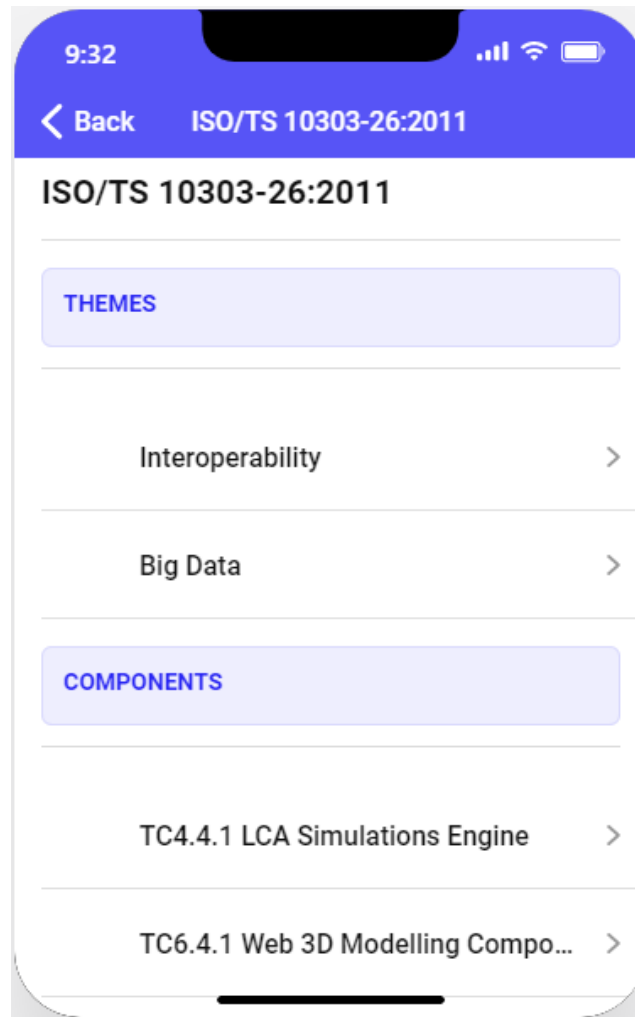 9:32
Back ISO/TS 10303-26:2011
ISO/TS 10303-26:2011
THEMES
Interoperability
Big Data
COMPONENTS
TC4.4.1 LCA Simulations Engine
TC6.4.1 Web 3D Modelling Compo...